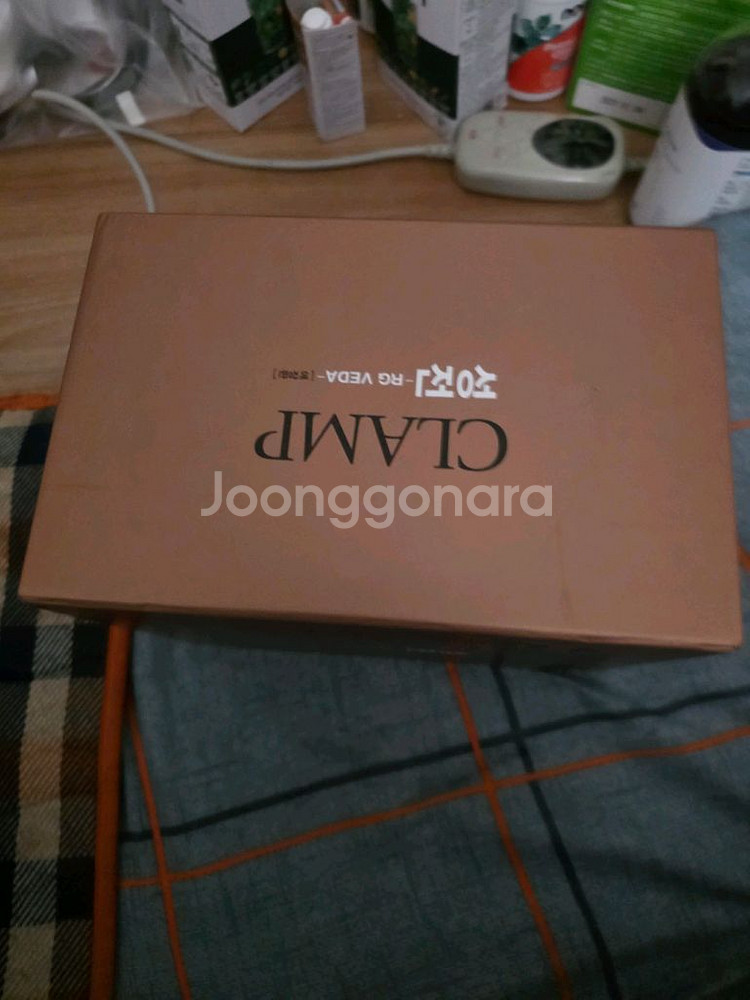 CLAMP
성전 -RG VEDA- [애장판]
Joonggonara